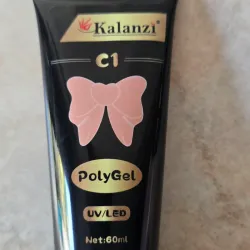 Kalanzi
C1
PolyGel
UV/LED
Net:60ml